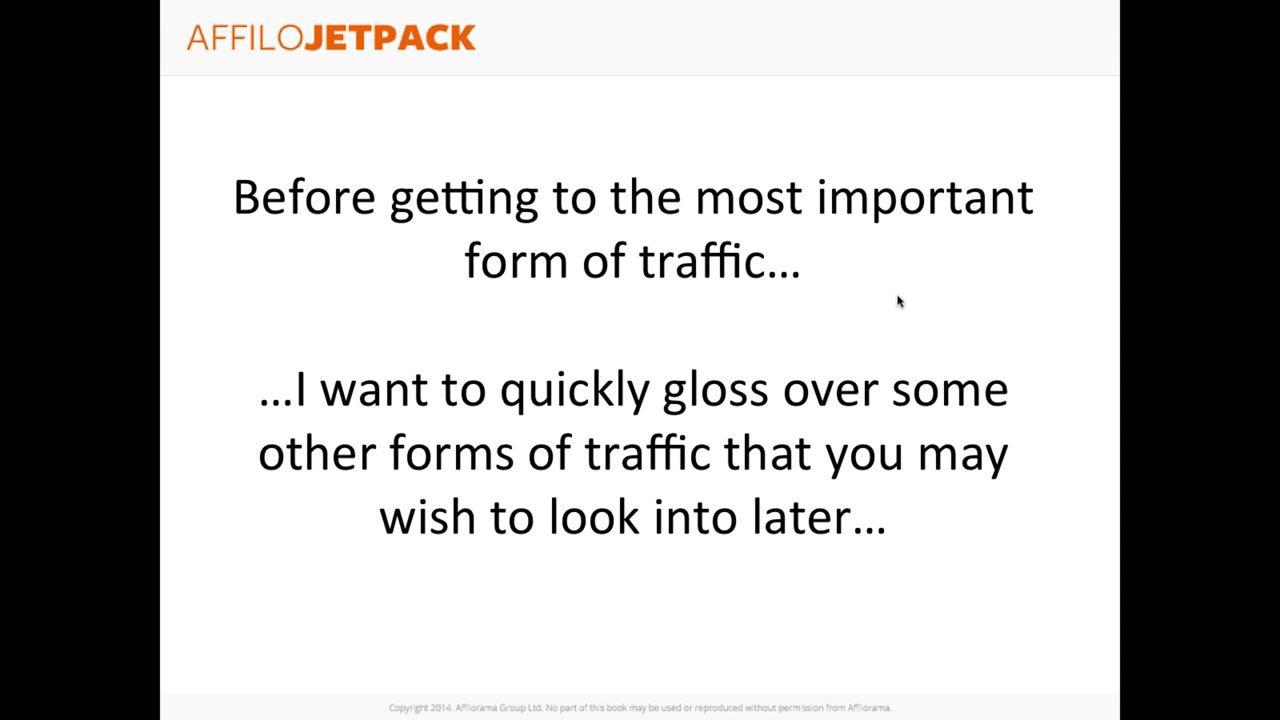 AFFILOJETPACK
Before getting to the most important
form of traffic...
...I want to quickly gloss over some
other forms of traffic that you may
wish to look into later...
Copyright 2014. Affilorama Group Ltd. No part of this book may be used or reproduced without permission from Affilorama.